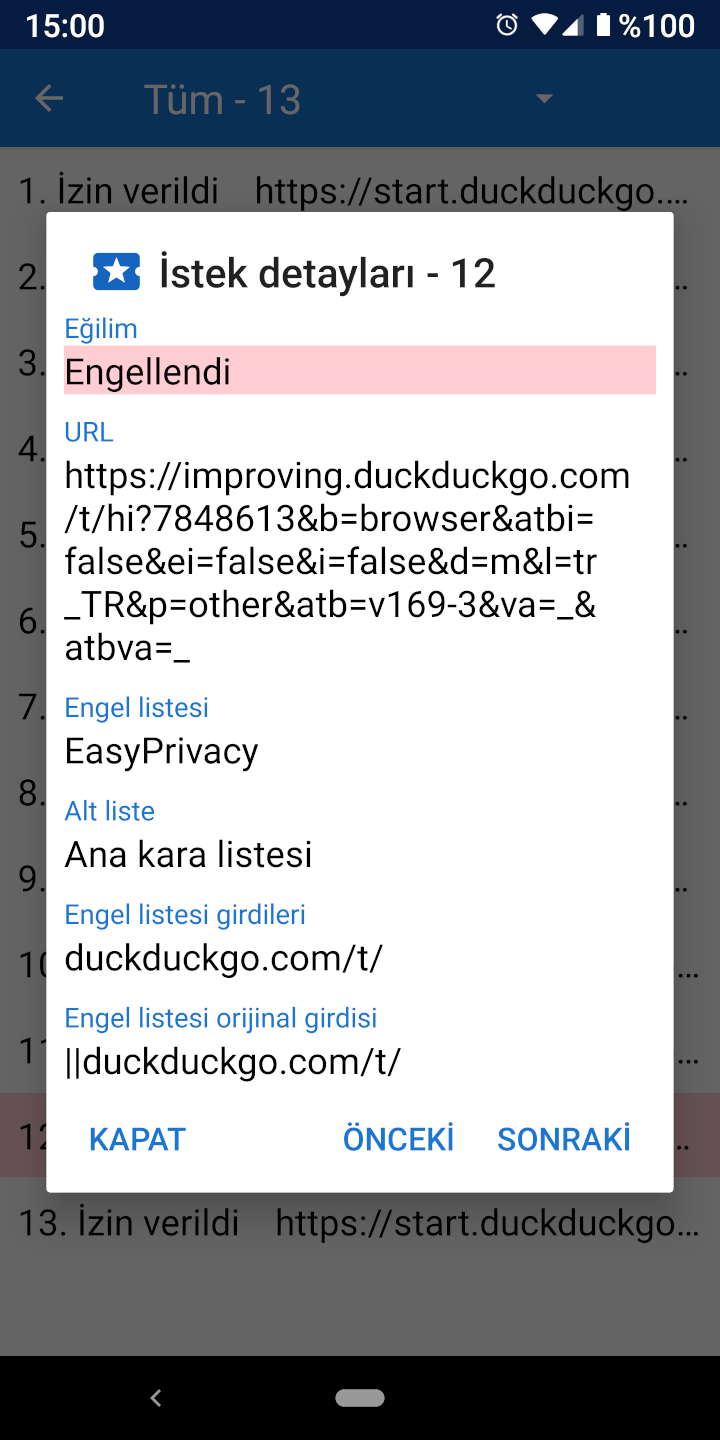 15:00
%100
Tüm - 13
1. İzin verildi https://start.duckduckgo....
2.
3.
4.
5.
6.
7.
8.
9.
10
11
12
İstek detayları - 12
Eğilim
Engellendi
URL
https://improving.duckduckgo.com
/t/hi?7848613&b=browser&atbi=
false&ei=false&i=false&d=m&l=tr
_TR&p=other&atb=v169-3&va=_&
atbva=_
Engel listesi
EasyPrivacy
Alt liste
Ana kara listesi
Engel listesi girdileri
duckduckgo.com/t/
Engel listesi orijinal girdisi
||duckduckgo.com/t/
KAPAT ÖNCEKİ SONRAKİ
13. İzin verildi https://start.duckduckgo...